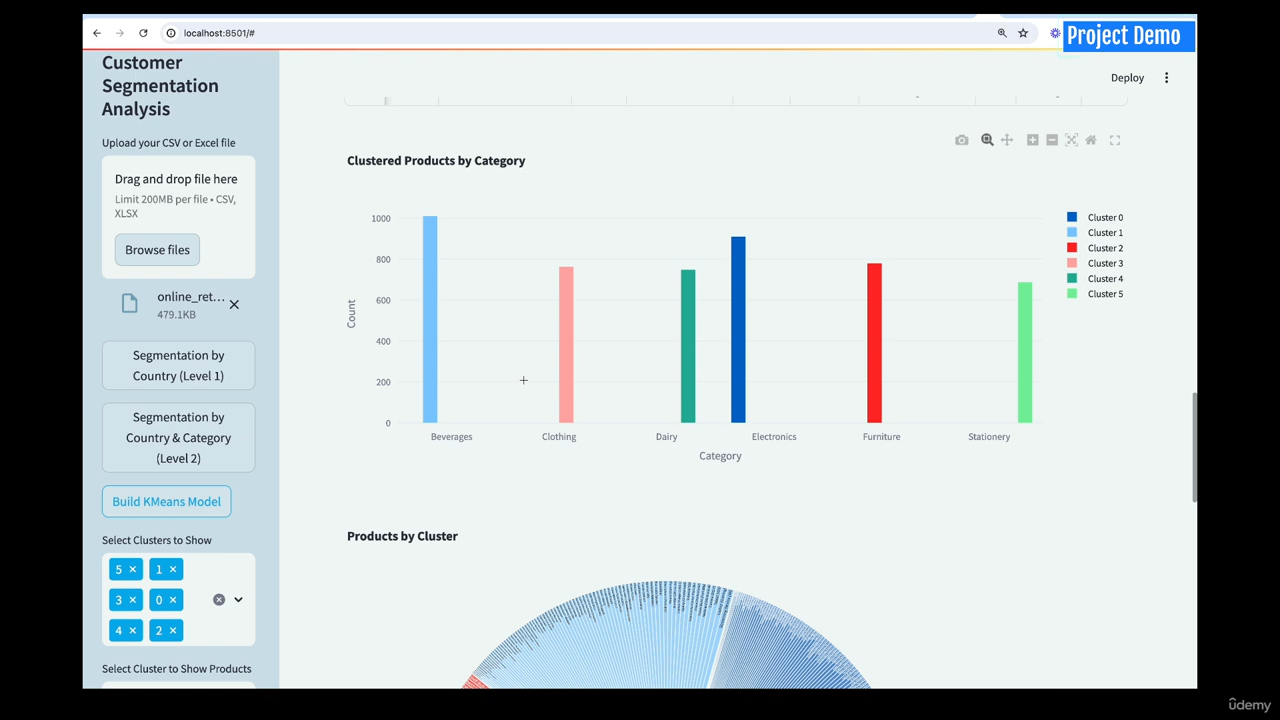 localhost:8501/#
Project Demo
Customer
Segmentation
Analysis
Deploy
Upload your CSV or Excel file
Drag and drop file here
Limit 200MB per file • CSV,
XLSX
Browse files
online_ret...
479.1KB
Segmentation by
Country (Level 1)
Segmentation by
Country & Category
(Level 2)
Build KMeans Model
Select Clusters to Show
5 × 1 ×
3 × 0 ×
4 × 2 ×
Select Cluster to Show Products
Clustered Products by Category
1000
800
600
400
200
0
Count
Beverages Clothing Dairy Electronics Furniture Stationery
Category
Cluster 0
Cluster 1
Cluster 2
Cluster 3
Cluster 4
Cluster 5
Products by Cluster
ûdemy